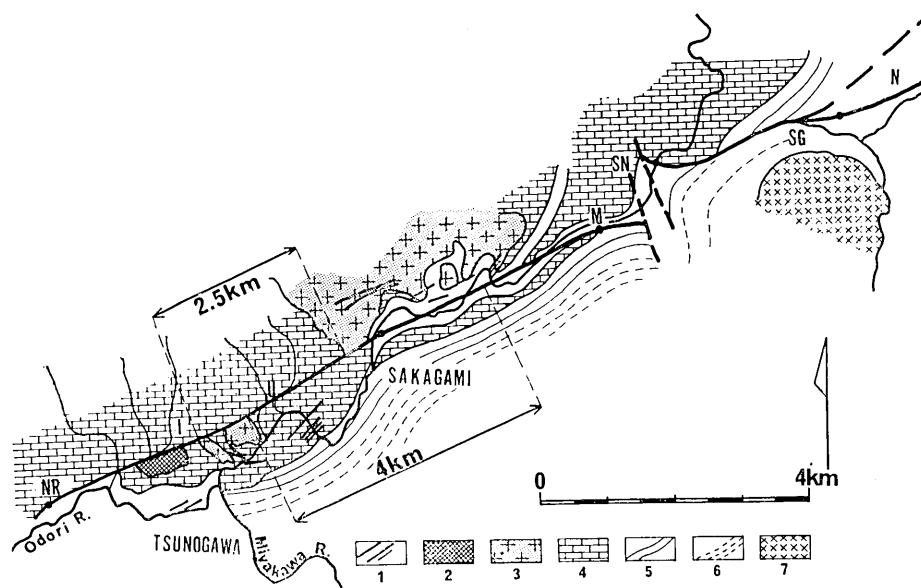 N
SG
SN
M
2.5km
SAKAGAMI
4km
I
NR
Odori R.
TSUNOGAWA
Miyakawa R.
0 4km
1 2 3 4 5 6 7